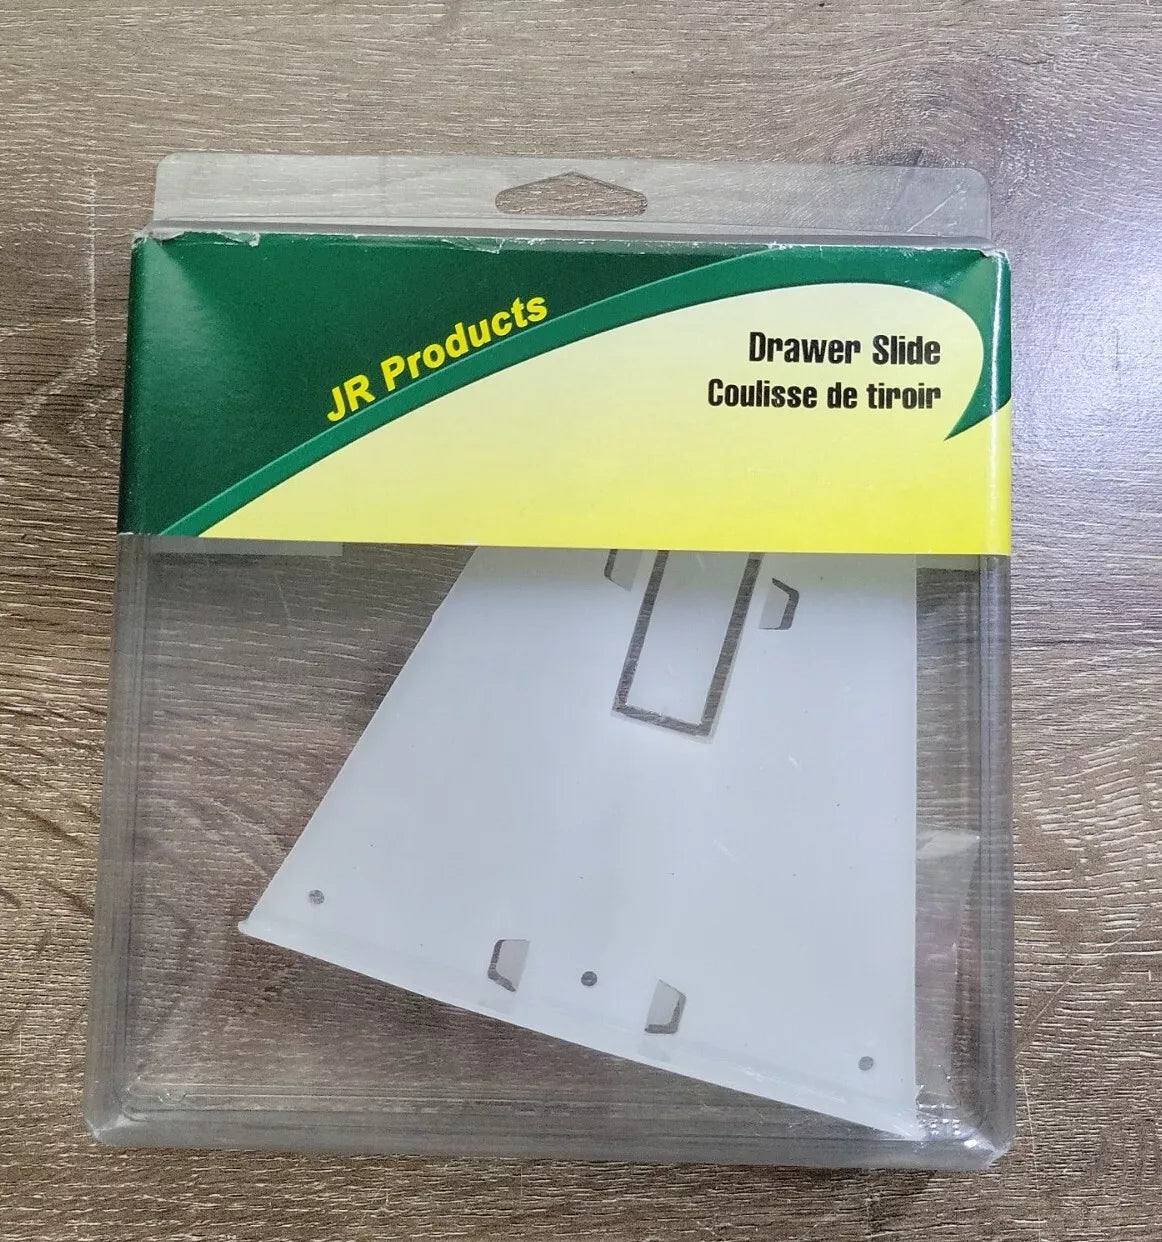 JR Products
Drawer Slide
Coulisse de tiroir